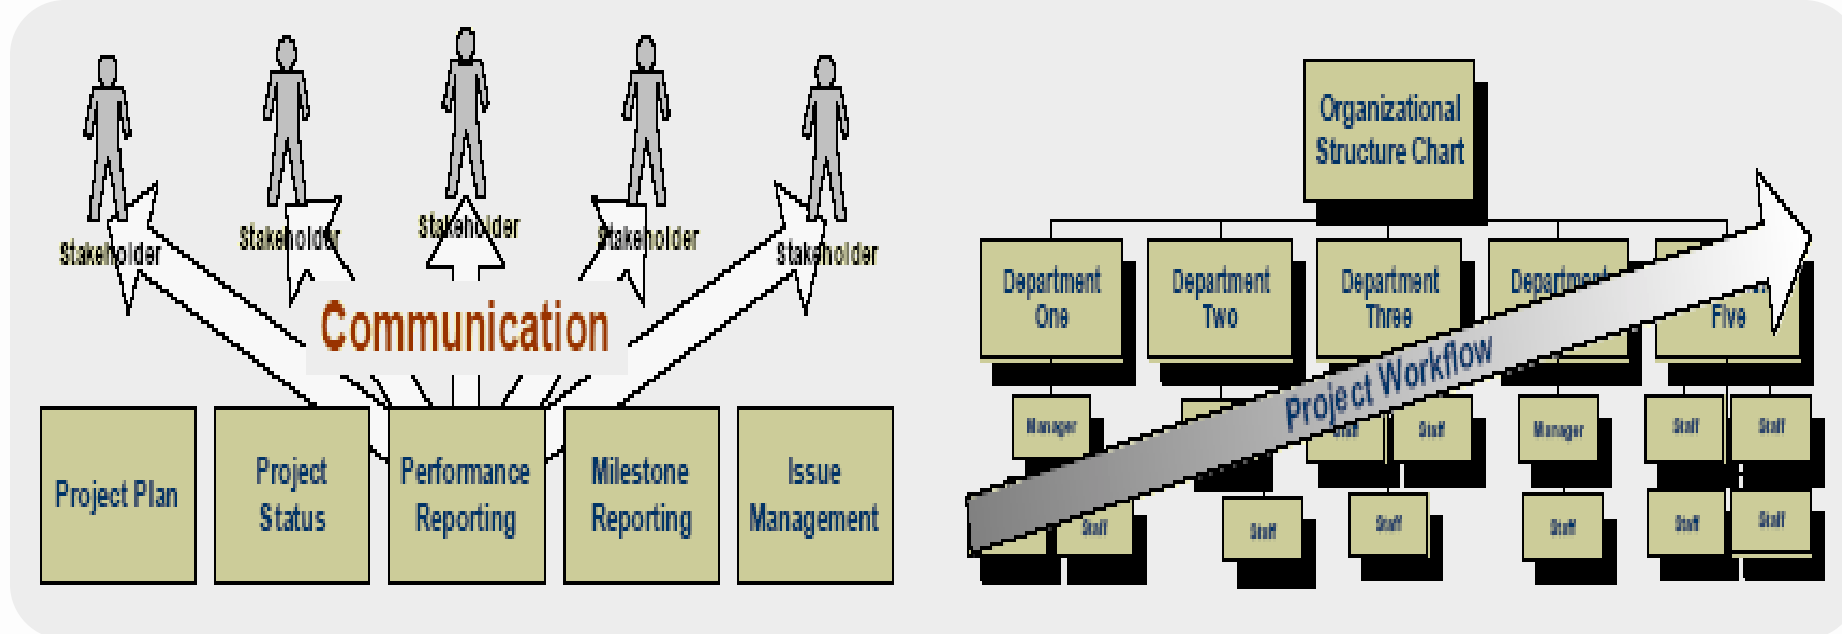 Stakeholder
Stakeholder
Stakeholder
Stakeholder
Stakeholder
Communication
Project Plan
Project
Status
Performance
Reporting
Milestone
Reporting
Issue
Management
Organizational
Structure Chart
Department
One
Department
Two
Department
Three
Department
Five
Project Workflow
Manager
Staff
Staff
Manager
Staff
Staff
Staff
Staff
Staff
Staff
Staff
Staff